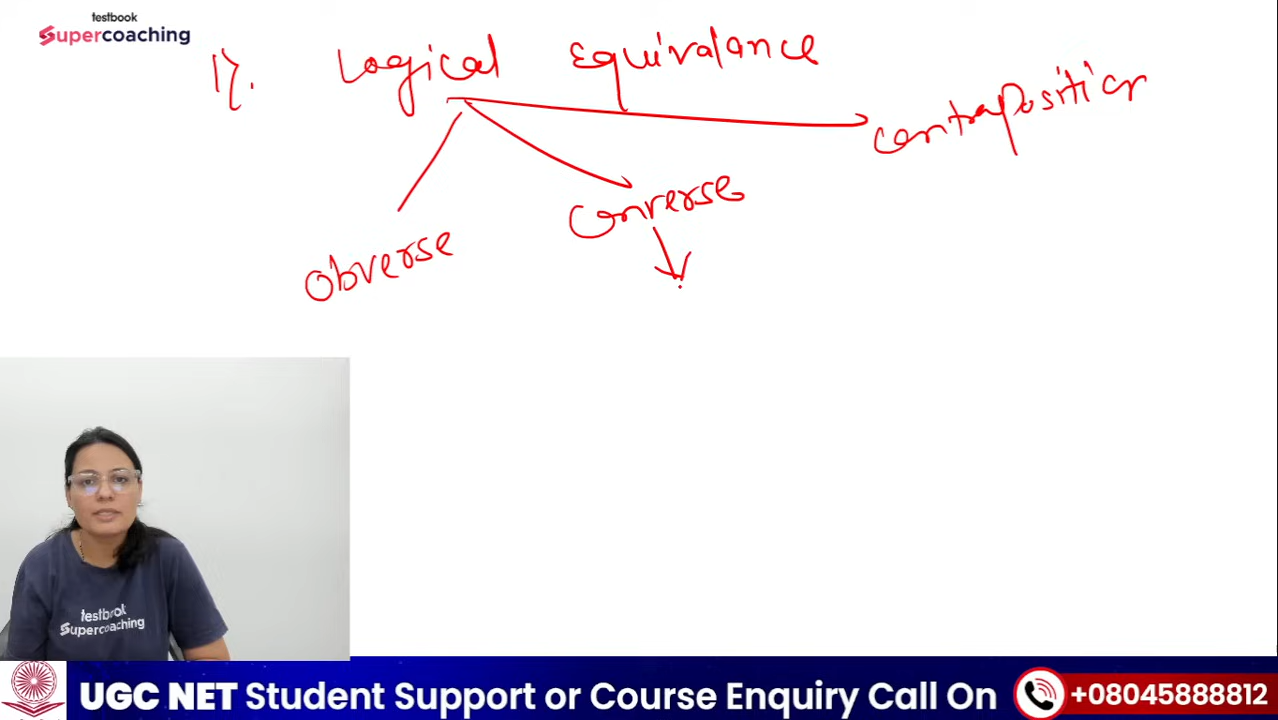 testbook
Supercoaching
1). Logical Equivalance
contraposition
Converse
Obverse
testbook
Supercoaching
UGC NET Student Support or Course Enquiry Call On +08045888812